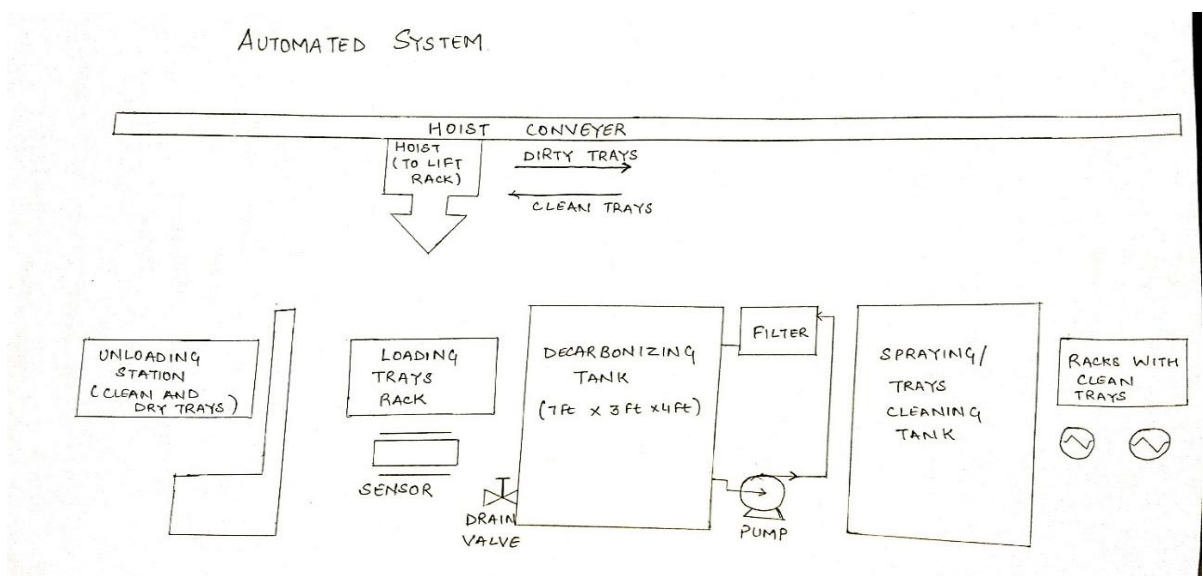 AUTOMATED SYSTEM.
HOIST CONVEYER
HOIST
(TO LIFT
RACK)
DIRTY TRAYS
CLEAN TRAYS
UNLOADING
STATION
(CLEAN AND
DRY TRAYS)
LOADING
TRAYS
RACK
SENSOR
DRAIN
VALVE
DECARBONIZING
TANK
(7Ft x 3Ft x4Ft)
FILTER
PUMP
SPRAYING/
TRAYS
CLEANING
TANK
RACKS WITH
CLEAN
TRAYS